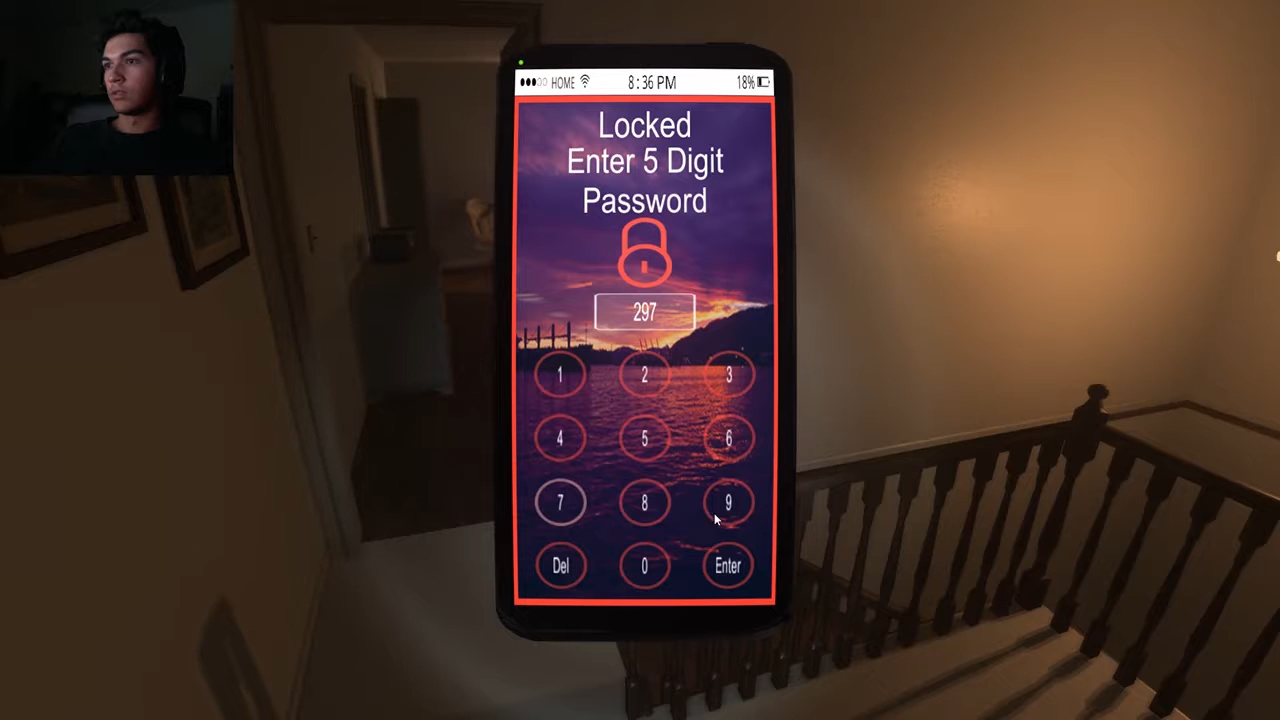 HOME 8:36 PM 18%
Locked
Enter 5 Digit
Password
297
1 2 3
4 5 6
7 8 9
Del 0 Enter